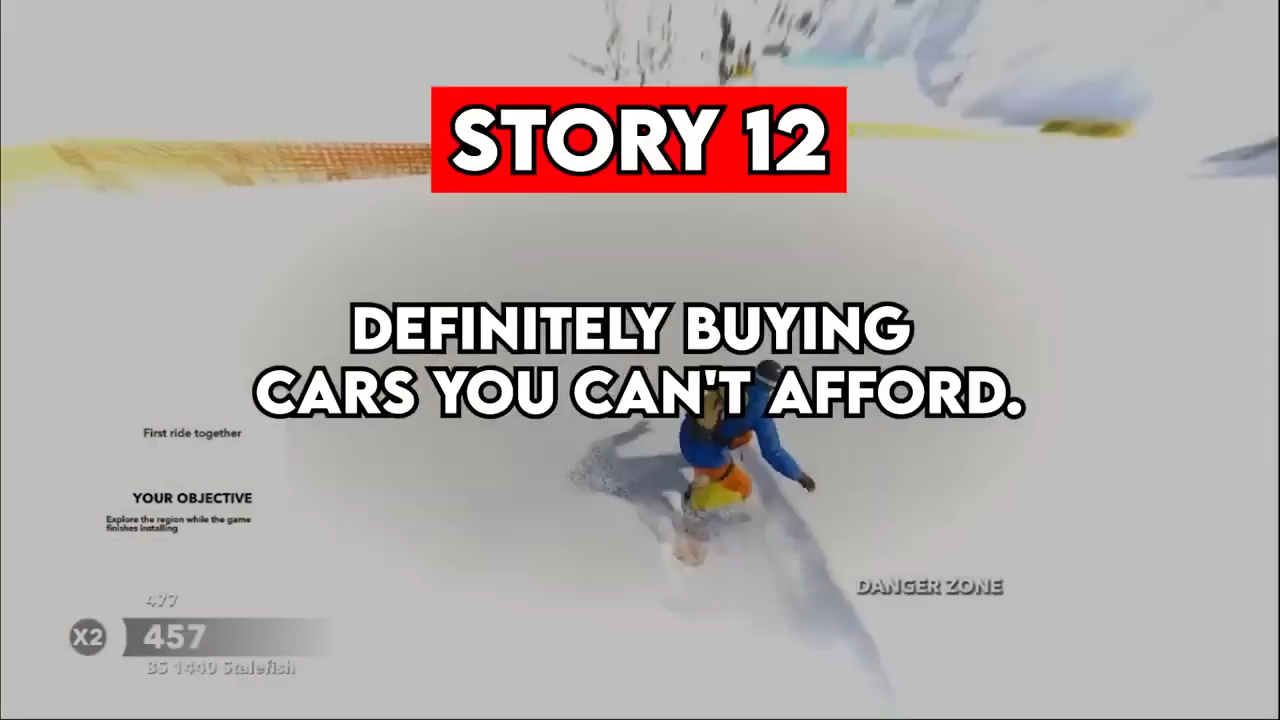 STORY 12
DEFINITELY BUYING
CARS YOU CAN'T AFFORD.
First ride together
YOUR OBJECTIVE
Explore the region while the game
finishes installing
DANGER ZONE
477
X2
457
BS 1440 Stalefish